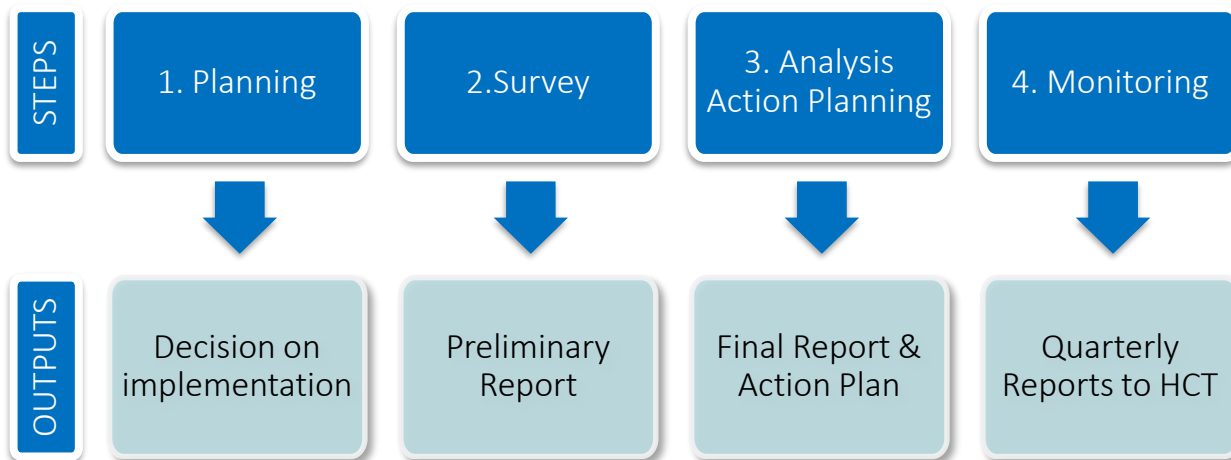 STEPS
1. Planning
2.Survey
3. Analysis
Action Planning
4. Monitoring
OUTPUTS
Decision on
implementation
Preliminary
Report
Final Report &
Action Plan
Quarterly
Reports to HCT